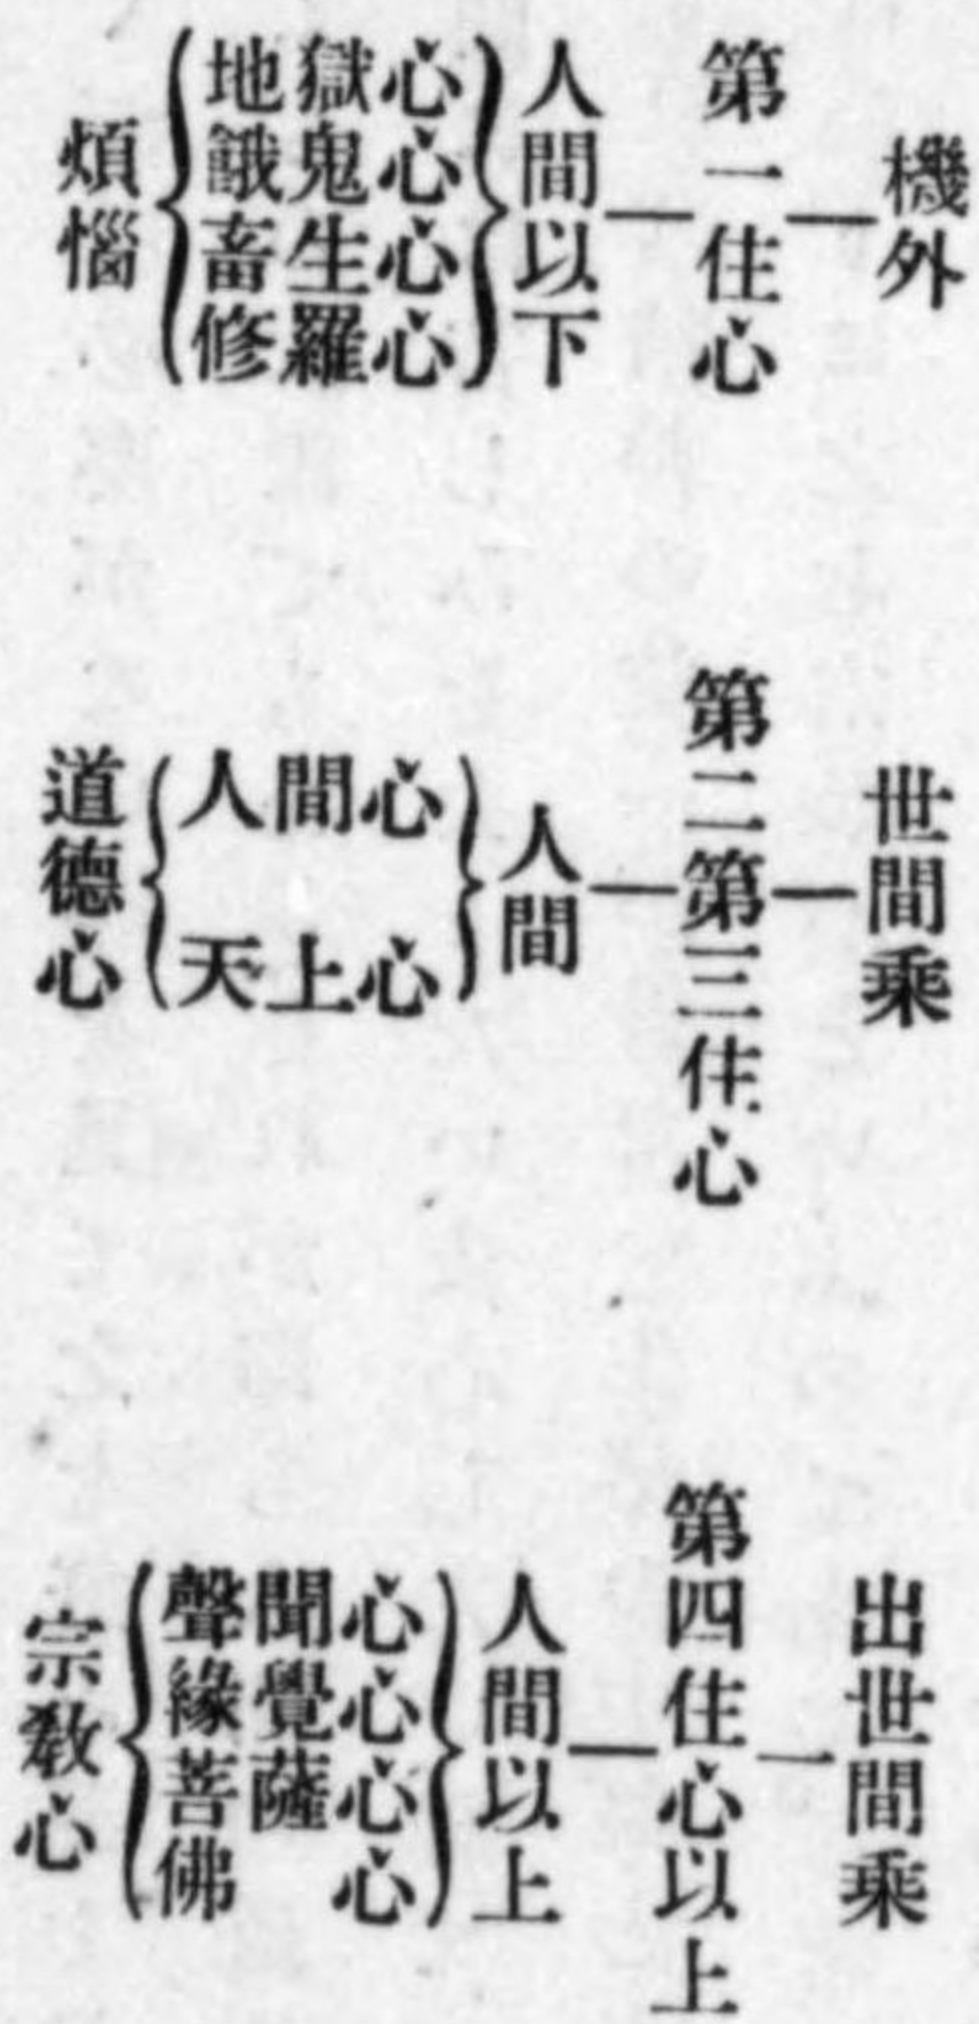 煩惱{地獄心 餓鬼心 畜生心 修羅心}人間以下―第一住心―機外
道德心{人間心 天上心}人間―第二第三住心―世間乘
宗教心{聲聞心 緣覺心 菩薩心 佛心}人間以上―第四住心以上―出世間乘